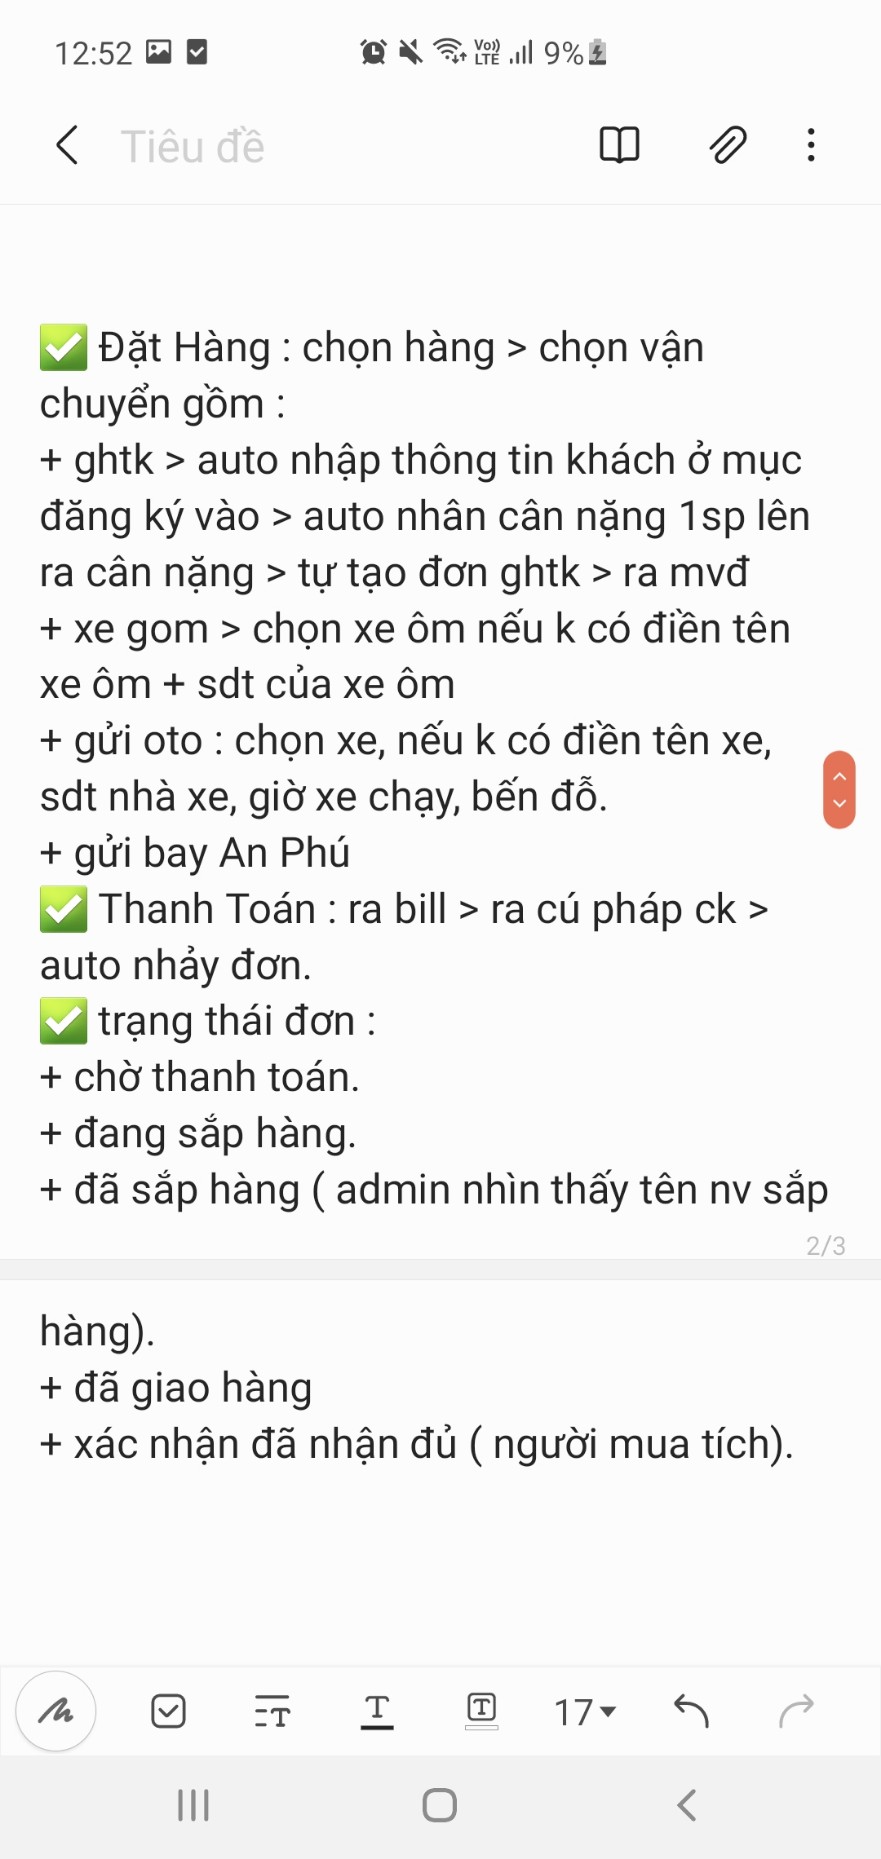 12:52 Vo)) LTE 9%
Tiêu đề
✅ Đặt Hàng : chọn hàng > chọn vận
chuyển gồm :
+ ghtk > auto nhập thông tin khách ở mục
đăng ký vào > auto nhân cân nặng 1sp lên
ra cân nặng > tự tạo đơn ghtk > ra mvđ
+ xe gom > chọn xe ôm nếu k có điền tên
xe ôm + sdt của xe ôm
+ gửi oto : chọn xe, nếu k có điền tên xe,
sdt nhà xe, giờ xe chạy, bến đỗ.
+ gửi bay An Phú
✅ Thanh Toán : ra bill > ra cú pháp ck >
auto nhảy đơn.
✅ trạng thái đơn :
+ chờ thanh toán.
+ đang sắp hàng.
+ đã sắp hàng ( admin nhìn thấy tên nv sắp
2/3
hàng).
+ đã giao hàng
+ xác nhận đã nhận đủ ( người mua tích).
17